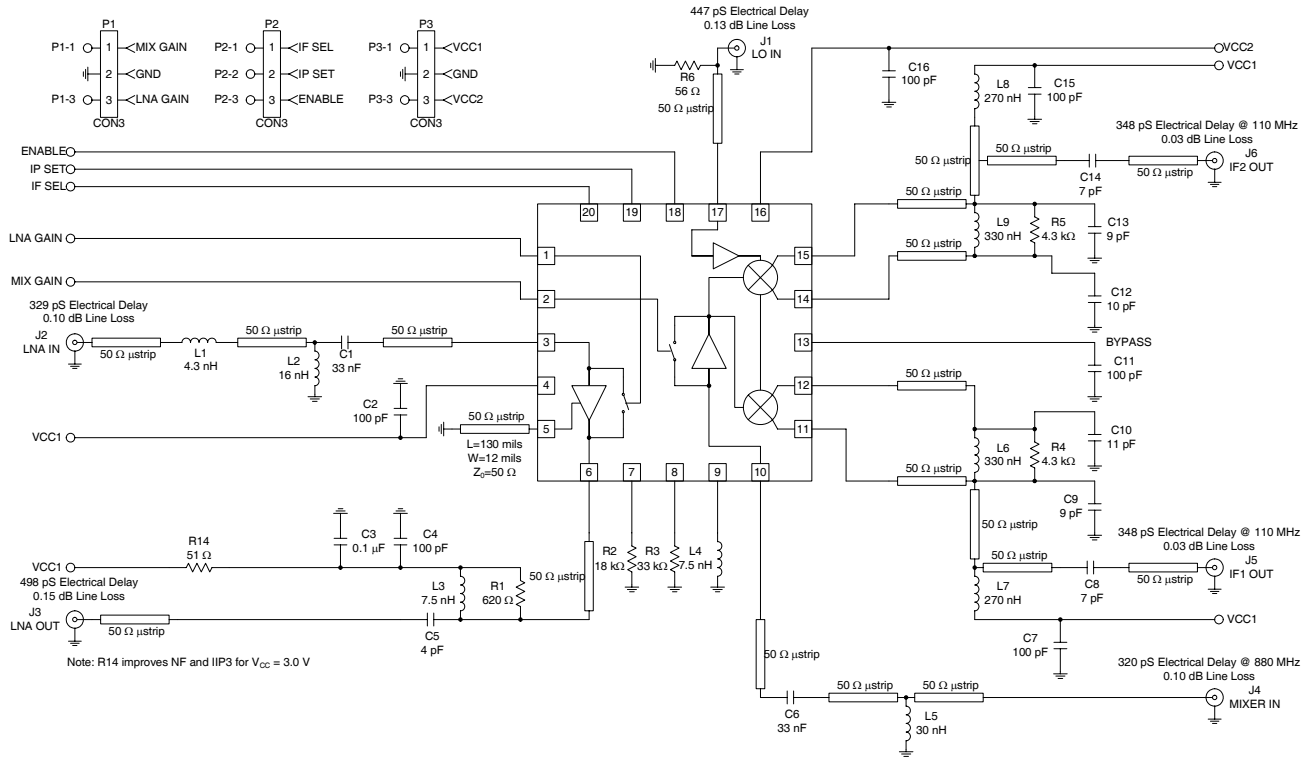 P1
P1-1
1
MIX GAIN
2
GND
P1-3
3
LNA GAIN
CON3
P2
P2-1
1
IF SEL
P2-2
2
IP SET
P2-3
3
ENABLE
CON3
P3
P3-1
1
VCC1
2
GND
P3-3
3
VCC2
CON3
447 pS Electrical Delay
0.13 dB Line Loss
J1
LO IN
R6
56 Ω
50 Ω μstrip
C16
100 pF
VCC2
VCC1
L8
270 nH
C15
100 pF
348 pS Electrical Delay @ 110 MHz
0.03 dB Line Loss
50 Ω μstrip
50 Ω μstrip
C14
7 pF
50 Ω μstrip
J6
IF2 OUT
ENABLE
IP SET
IF SEL
LNA GAIN
MIX GAIN
20
19
18
17
16
1
2
3
4
5
6
7
8
9
10
15
14
13
12
11
50 Ω μstrip
L9
330 nH
R5
4.3 kΩ
C13
9 pF
50 Ω μstrip
C12
10 pF
329 pS Electrical Delay
0.10 dB Line Loss
J2
LNA IN
50 Ω μstrip
L1
4.3 nH
50 Ω μstrip
L2
16 nH
C1
33 nF
50 Ω μstrip
BYPASS
C11
100 pF
C2
100 pF
VCC1
50 Ω μstrip
L=130 mils
W=12 mils
Z0=50 Ω
50 Ω μstrip
L6
330 nH
R4
4.3 kΩ
C10
11 pF
50 Ω μstrip
C9
9 pF
R14
51 Ω
VCC1
C3
0.1 μF
C4
100 pF
L3
7.5 nH
R1
620 Ω
50 Ω μstrip
R2
18 kΩ
R3
33 kΩ
L4
7.5 nH
498 pS Electrical Delay
0.15 dB Line Loss
J3
LNA OUT
50 Ω μstrip
C5
4 pF
Note: R14 improves NF and IIP3 for VCC = 3.0 V
50 Ω μstrip
348 pS Electrical Delay @ 110 MHz
0.03 dB Line Loss
50 Ω μstrip
C8
7 pF
50 Ω μstrip
J5
IF1 OUT
L7
270 nH
C7
100 pF
VCC1
50 Ω μstrip
C6
33 nF
50 Ω μstrip
50 Ω μstrip
L5
30 nH
320 pS Electrical Delay @ 880 MHz
0.10 dB Line Loss
J4
MIXER IN